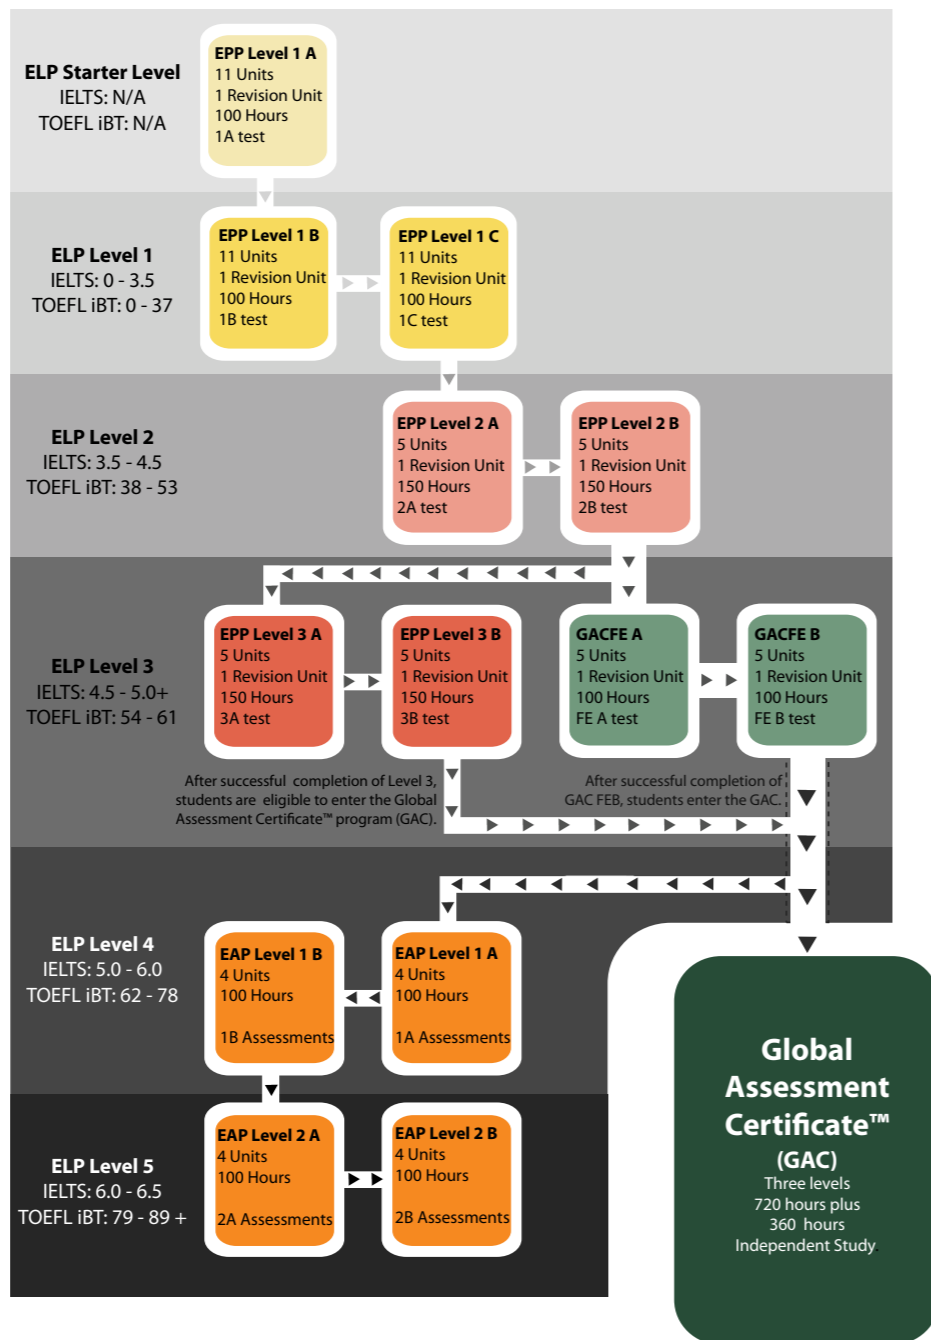 ELP Starter Level
IELTS: N/A
TOEFL iBT: N/A
EPP Level 1 A
11 Units
1 Revision Unit
100 Hours
1A test
ELP Level 1
IELTS: 0 - 3.5
TOEFL iBT: 0 - 37
EPP Level 1 B
11 Units
1 Revision Unit
100 Hours
1B test
EPP Level 1 C
11 Units
1 Revision Unit
100 Hours
1C test
ELP Level 2
IELTS: 3.5 - 4.5
TOEFL iBT: 38 - 53
EPP Level 2 A
5 Units
1 Revision Unit
150 Hours
2A test
EPP Level 2 B
5 Units
1 Revision Unit
150 Hours
2B test
ELP Level 3
IELTS: 4.5 - 5.0+
TOEFL iBT: 54 - 61
EPP Level 3 A
5 Units
1 Revision Unit
150 Hours
3A test
EPP Level 3 B
5 Units
1 Revision Unit
150 Hours
3B test
GACFE A
5 Units
1 Revision Unit
100 Hours
FE A test
GACFE B
5 Units
1 Revision Unit
100 Hours
FE B test
After successful completion of Level 3,
students are eligible to enter the Global
Assessment Certificate™ program (GAC).
After successful completion of
GAC FEB, students enter the GAC.
ELP Level 4
IELTS: 5.0 - 6.0
TOEFL iBT: 62 - 78
EAP Level 1 B
4 Units
100 Hours
1B Assessments
EAP Level 1 A
4 Units
100 Hours
1A Assessments
ELP Level 5
IELTS: 6.0 - 6.5
TOEFL iBT: 79 - 89 +
EAP Level 2 A
4 Units
100 Hours
2A Assessments
EAP Level 2 B
4 Units
100 Hours
2B Assessments
Global
Assessment
Certificate™
(GAC)
Three levels
720 hours plus
360 hours
Independent Study.